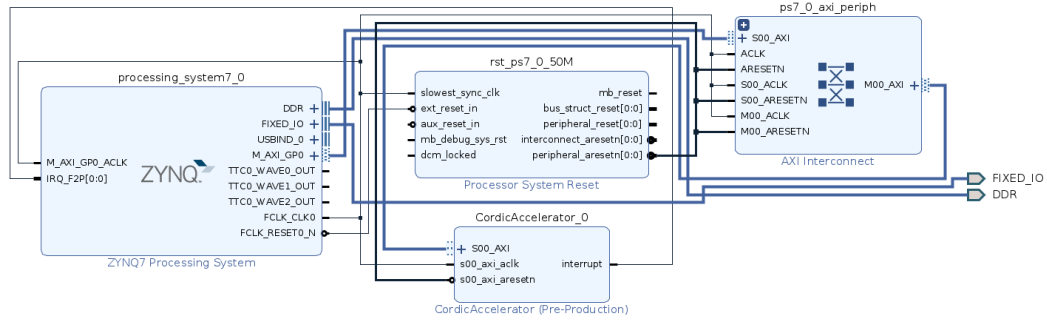 ps7_0_axi_periph
S00_AXI
ACLK
ARESETN
S00_ACLK
S00_ARESETN
M00_ACLK
M00_ARESETN
M00_AXI
AXI Interconnect
rst_ps7_0_50M
slowest_sync_clk
ext_reset_in
aux_reset_in
mb_debug_sys_rst
dcm_locked
mb_reset
bus_struct_reset[0:0]
peripheral_reset[0:0]
interconnect_aresetn[0:0]
peripheral_aresetn[0:0]
Processor System Reset
processing_system7_0
M_AXI_GP0_ACLK
IRQ_F2P[0:0]
ZYNQ
DDR
FIXED_IO
USBIND_0
M_AXI_GP0
TTC0_WAVE0_OUT
TTC0_WAVE1_OUT
TTC0_WAVE2_OUT
FCLK_CLK0
FCLK_RESET0_N
ZYNQ7 Processing System
CordicAccelerator_0
S00_AXI
s00_axi_aclk
s00_axi_aresetn
interrupt
CordicAccelerator (Pre-Production)
FIXED_IO
DDR